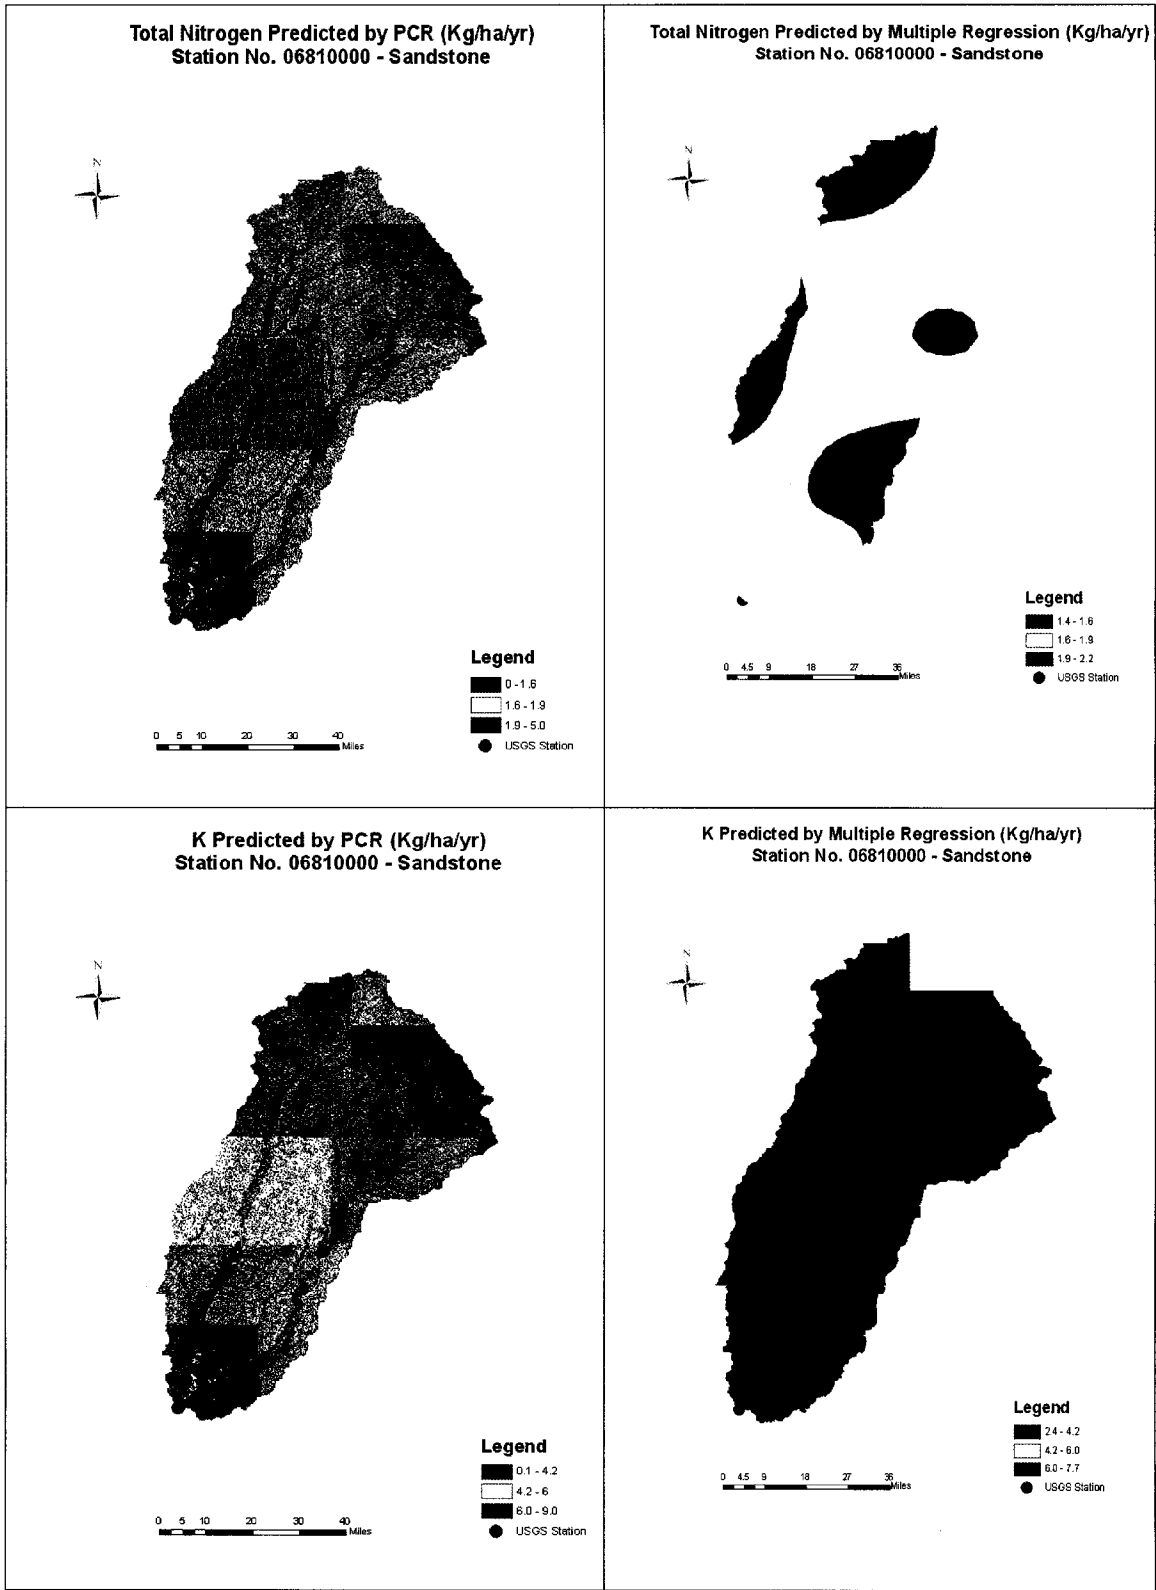 Total Nitrogen Predicted by PCR (Kg/ha/yr)
Station No. 06810000 - Sandstone
N
Legend
0 - 1.6
1.6 - 1.9
1.9 - 5.0
USGS Station
0 5 10 20 30 40
Miles
Total Nitrogen Predicted by Multiple Regression (Kg/ha/yr)
Station No. 06810000 - Sandstone
N
Legend
1.4 - 1.6
1.6 - 1.9
1.9 - 2.2
USGS Station
0 4.5 9 18 27 36
Miles
K Predicted by PCR (Kg/ha/yr)
Station No. 06810000 - Sandstone
N
Legend
0.1 - 4.2
4.2 - 6
6.0 - 9.0
USGS Station
0 5 10 20 30 40
Miles
K Predicted by Multiple Regression (Kg/ha/yr)
Station No. 06810000 - Sandstone
N
Legend
2.4 - 4.2
4.2 - 6.0
6.0 - 7.7
USGS Station
0 4.5 9 18 27 36
Miles